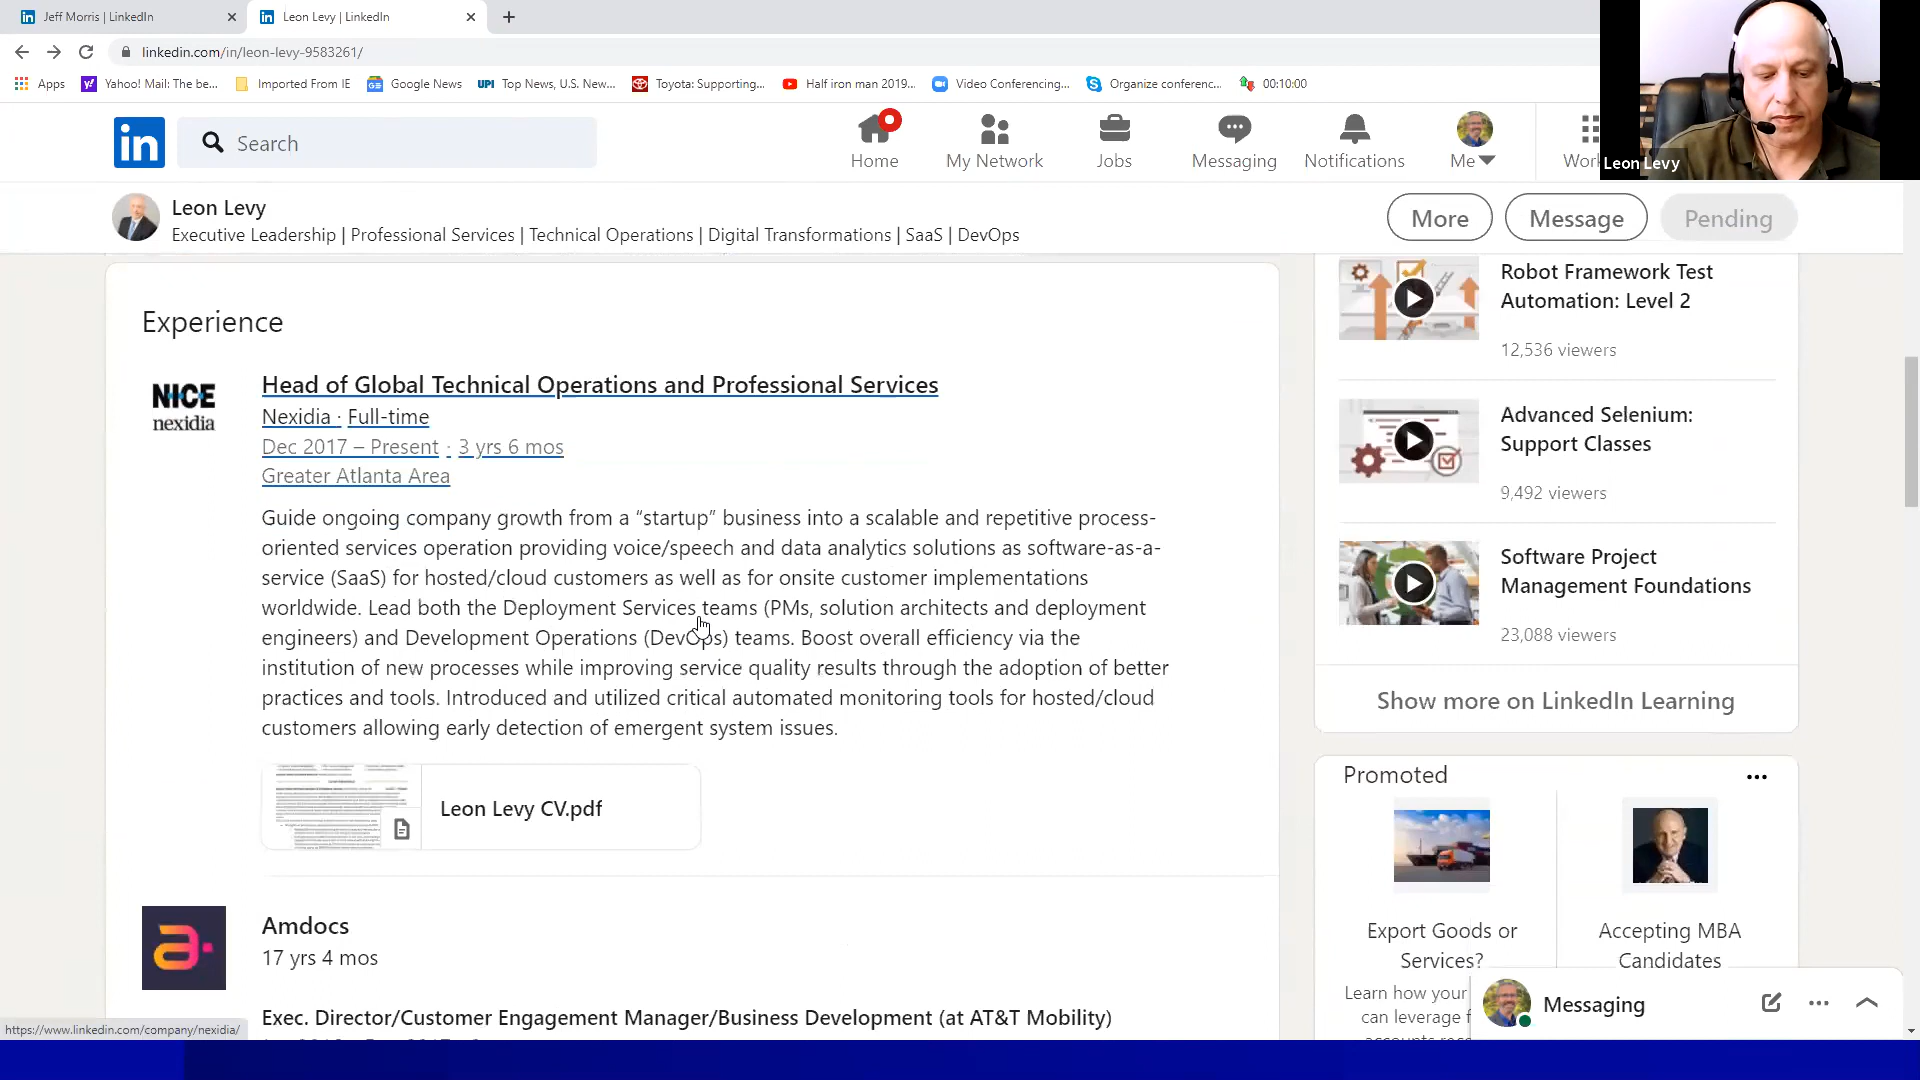 Jeff Morris | LinkedIn
Leon Levy | LinkedIn
linkedin.com/in/leon-levy-9583261/
Apps
Yahoo! Mail: The be...
Imported From IE
Google News
UPI Top News, U.S. New...
Toyota: Supporting...
Half iron man 2019...
Video Conferencing...
Organize conferenc...
00:10:00
in
Search
Home
My Network
Jobs
Messaging
Notifications
Me
Wor
Leon Levy
Leon Levy
Executive Leadership | Professional Services | Technical Operations | Digital Transformations | SaaS | DevOps
More
Message
Pending
Experience
NICE
nexidia
Head of Global Technical Operations and Professional Services
Nexidia · Full-time
Dec 2017 – Present · 3 yrs 6 mos
Greater Atlanta Area
Guide ongoing company growth from a “startup” business into a scalable and repetitive process-
oriented services operation providing voice/speech and data analytics solutions as software-as-a-
service (SaaS) for hosted/cloud customers as well as for onsite customer implementations
worldwide. Lead both the Deployment Services teams (PMs, solution architects and deployment
engineers) and Development Operations (DevOps) teams. Boost overall efficiency via the
institution of new processes while improving service quality results through the adoption of better
practices and tools. Introduced and utilized critical automated monitoring tools for hosted/cloud
customers allowing early detection of emergent system issues.
Leon Levy CV.pdf
Amdocs
17 yrs 4 mos
Exec. Director/Customer Engagement Manager/Business Development (at AT&T Mobility)
Robot Framework Test
Automation: Level 2
12,536 viewers
Advanced Selenium:
Support Classes
9,492 viewers
Software Project
Management Foundations
23,088 viewers
Show more on LinkedIn Learning
Promoted
Export Goods or
Services?
Learn how your
can leverage f
Accepting MBA
Candidates
Messaging
https://www.linkedin.com/company/nexidia/